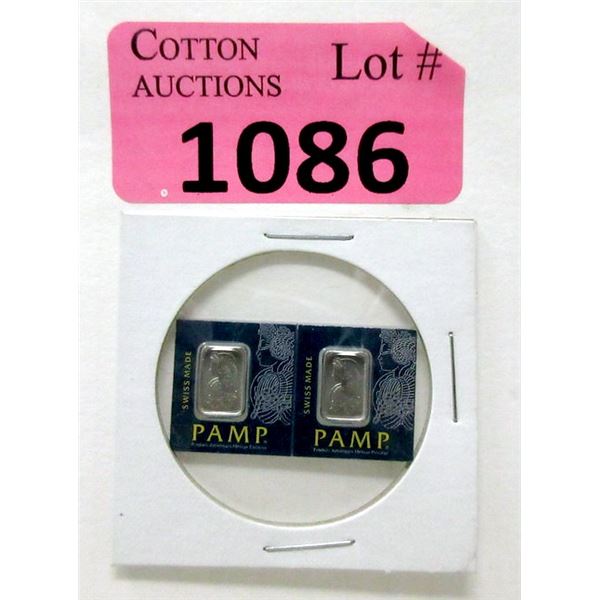 COTTON
AUCTIONS
Lot #
1086
SWISS MADE
PAMP
SWISS MADE
PAMP